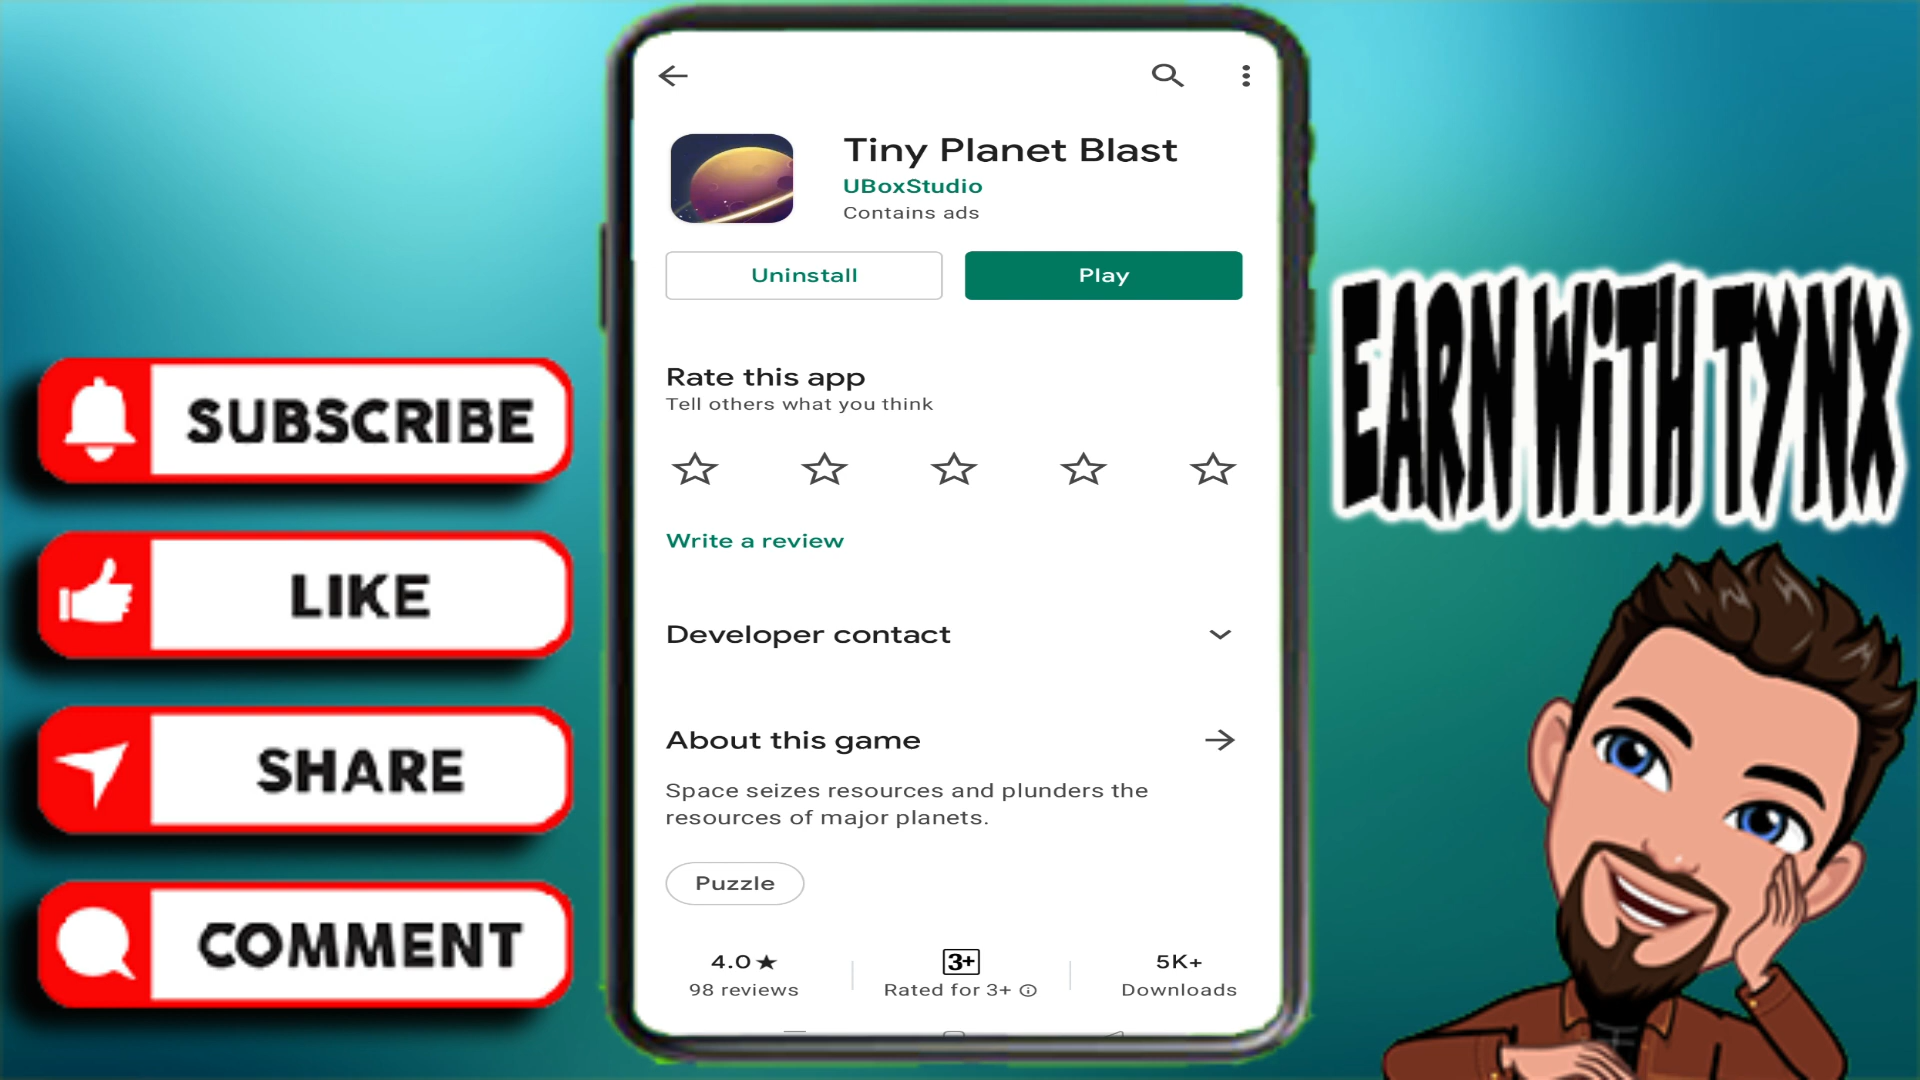 SUBSCRIBE
LIKE
SHARE
COMMENT
Tiny Planet Blast
UBoxStudio
Contains ads
Uninstall
Play
Rate this app
Tell others what you think
Write a review
Developer contact
About this game
Space seizes resources and plunders the
resources of major planets.
Puzzle
4.0★
98 reviews
3+
Rated for 3+
5K+
Downloads
EARN WiTH TYNX